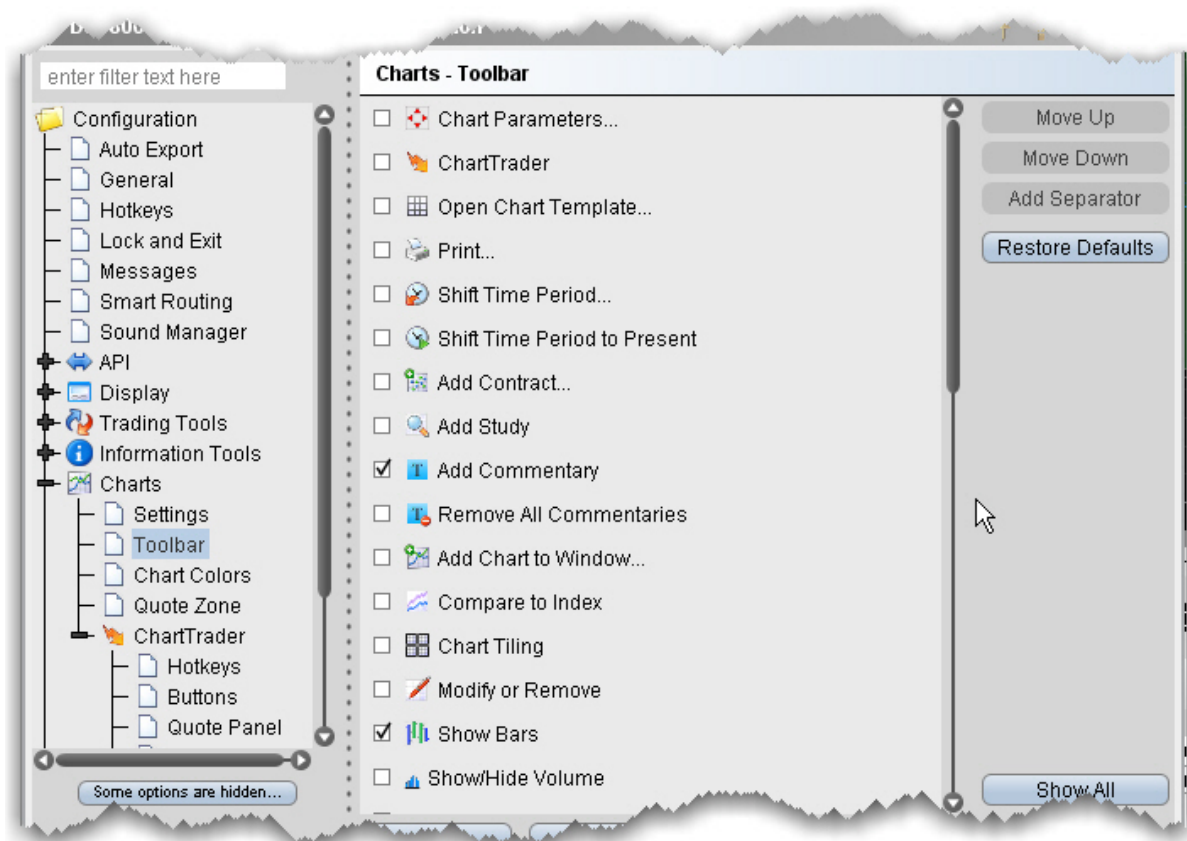 enter filter text here
Configuration
Auto Export
General
Hotkeys
Lock and Exit
Messages
Smart Routing
Sound Manager
API
Display
Trading Tools
Information Tools
Charts
Settings
Toolbar
Chart Colors
Quote Zone
ChartTrader
Hotkeys
Buttons
Quote Panel
Some options are hidden...
Charts - Toolbar
Chart Parameters...
ChartTrader
Open Chart Template...
Print...
Shift Time Period...
Shift Time Period to Present
Add Contract...
Add Study
Add Commentary
Remove All Commentaries
Add Chart to Window...
Compare to Index
Chart Tiling
Modify or Remove
Show Bars
Show/Hide Volume
Move Up
Move Down
Add Separator
Restore Defaults
Show All